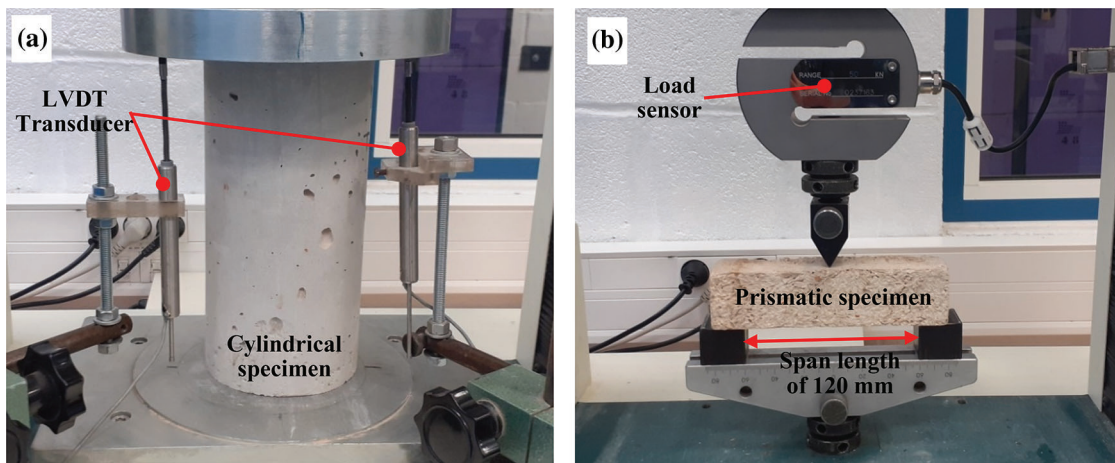 (a)
LVDT
Transducer
Cylindrical
specimen
(b)
Load
sensor
RANGE
KN
Prismatic specimen
Span length
of 120 mm